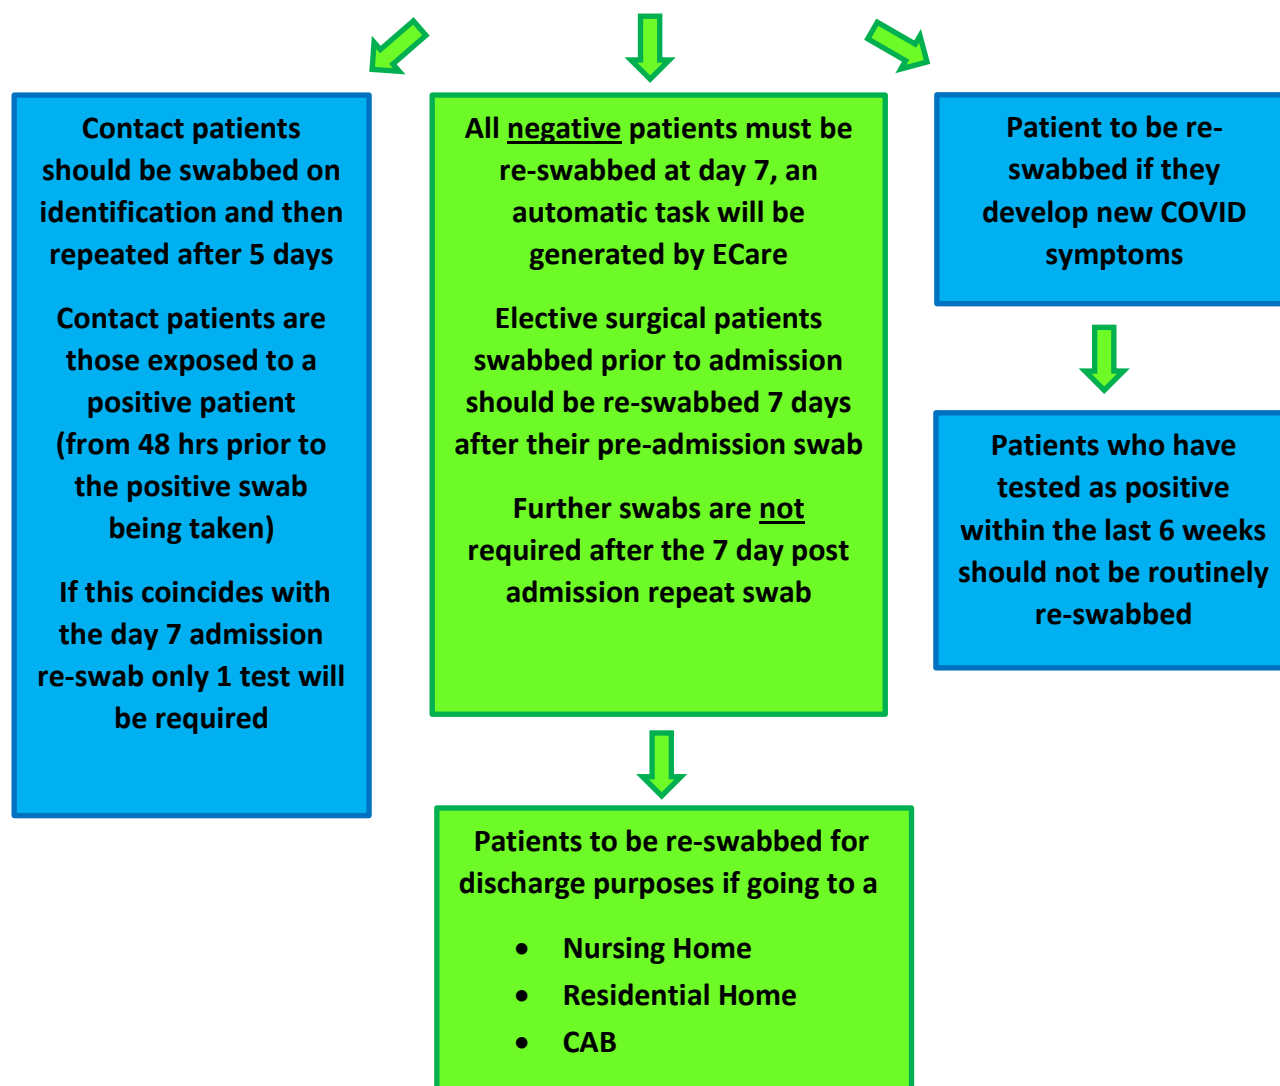 Contact patients
should be swabbed on
identification and then
repeated after 5 days
Contact patients are
those exposed to a
positive patient
(from 48 hrs prior to
the positive swab
being taken)
If this coincides with
the day 7 admission
re-swab only 1 test will
be required
All negative patients must be
re-swabbed at day 7, an
automatic task will be
generated by ECare
Elective surgical patients
swabbed prior to admission
should be re-swabbed 7 days
after their pre-admission swab
Further swabs are not
required after the 7 day post
admission repeat swab
Patient to be re-
swabbed if they
develop new COVID
symptoms
Patients who have
tested as positive
within the last 6 weeks
should not be routinely
re-swabbed
Patients to be re-swabbed for
discharge purposes if going to a
• Nursing Home
• Residential Home
• CAB